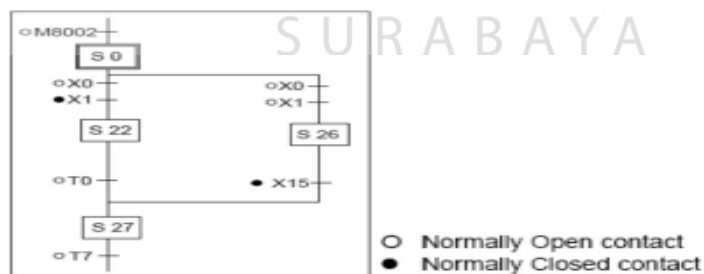 SURABAYA
○M8002
S 0
○X0 ○X0
●X1 ○X1
S 22 S 26
○T0 ● X15
S 27
○T7
○ Normally Open contact
● Normally Closed contact